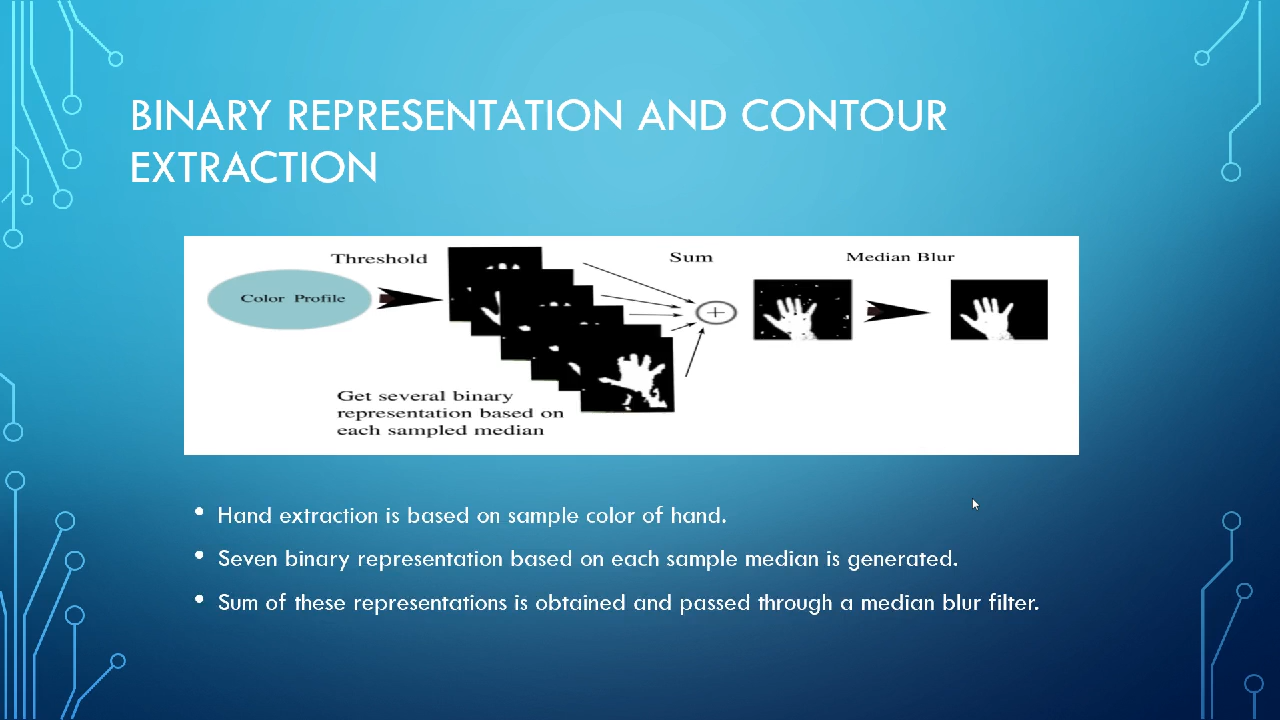 BINARY REPRESENTATION AND CONTOUR
EXTRACTION
Threshold
Sum
Median Blur
Color Profile
Get several binary
representation based on
each sampled median
• Hand extraction is based on sample color of hand.
• Seven binary representation based on each sample median is generated.
• Sum of these representations is obtained and passed through a median blur filter.